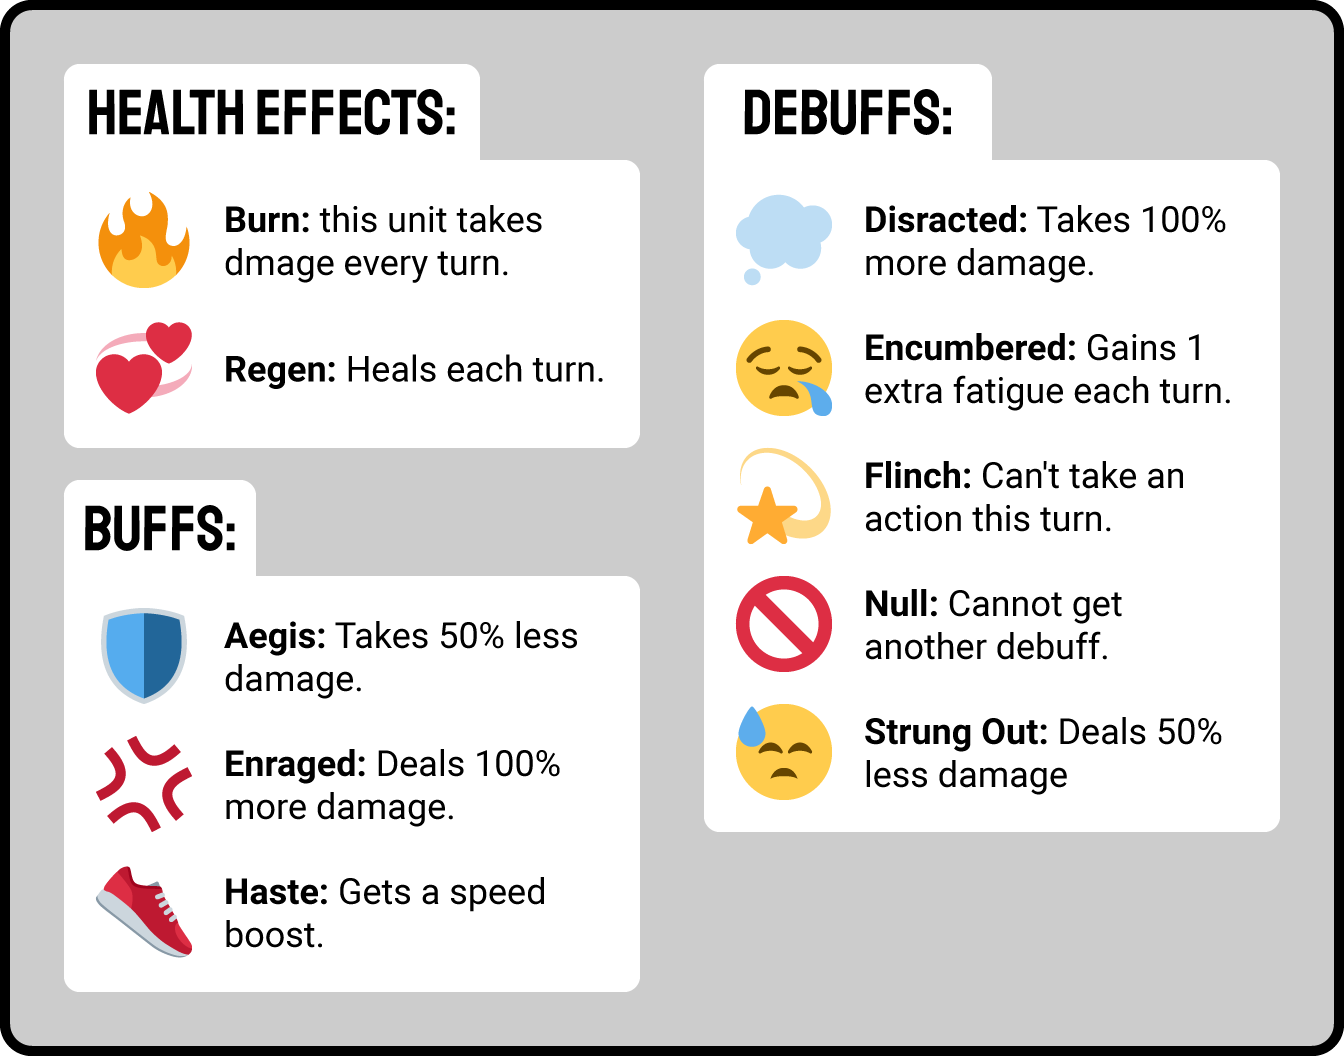 HEALTH EFFECTS:
Burn: this unit takes
dmage every turn.
Regen: Heals each turn.
BUFFS:
Aegis: Takes 50% less
damage.
Enraged: Deals 100%
more damage.
Haste: Gets a speed
boost.
DEBUFFS:
Disracted: Takes 100%
more damage.
Encumbered: Gains 1
extra fatigue each turn.
Flinch: Can't take an
action this turn.
Null: Cannot get
another debuff.
Strung Out: Deals 50%
less damage